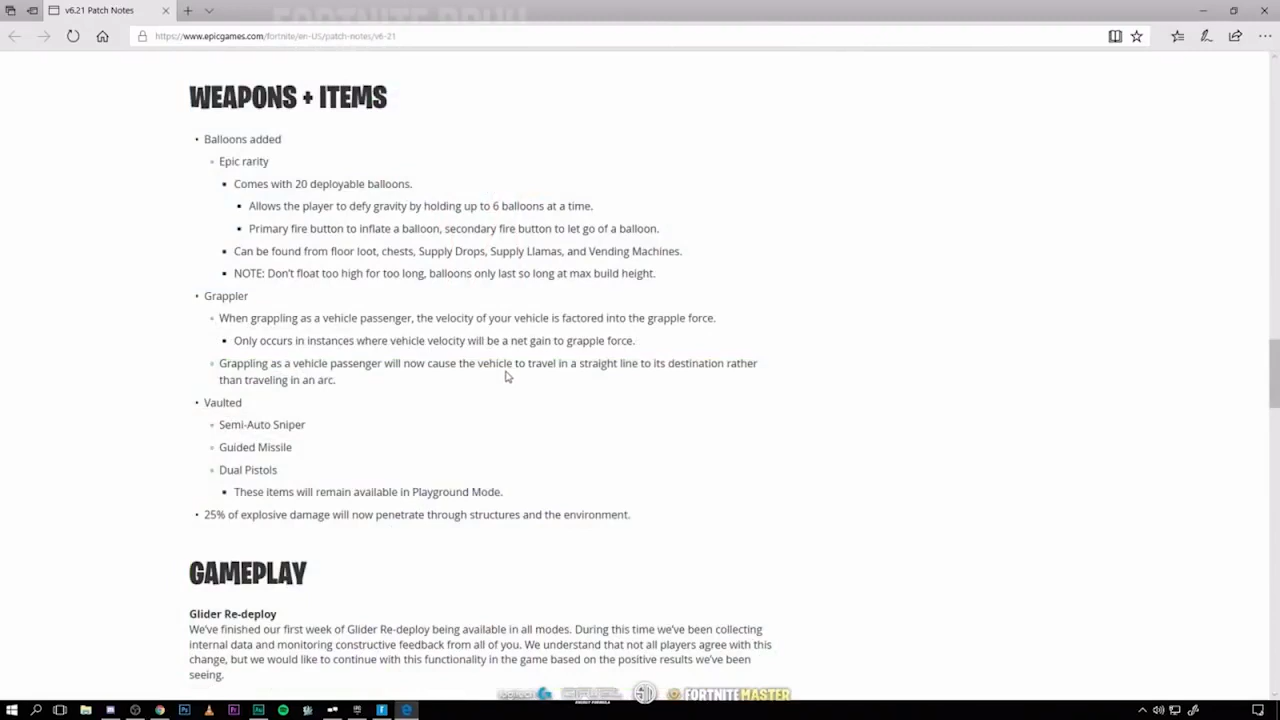 v6.21 Patch Notes
https://www.epicgames.com/fortnite/en-US/patch-notes/v6-21
WEAPONS + ITEMS
• Balloons added
Epic rarity
• Comes with 20 deployable balloons.
• Allows the player to defy gravity by holding up to 6 balloons at a time.
• Primary fire button to inflate a balloon, secondary fire button to let go of a balloon.
• Can be found from floor loot, chests, Supply Drops, Supply Llamas, and Vending Machines.
• NOTE: Don't float too high for too long, balloons only last so long at max build height.
• Grappler
When grappling as a vehicle passenger, the velocity of your vehicle is factored into the grapple force.
• Only occurs in instances where vehicle velocity will be a net gain to grapple force.
Grappling as a vehicle passenger will now cause the vehicle to travel in a straight line to its destination rather
than traveling in an arc.
• Vaulted
Semi-Auto Sniper
Guided Missile
Dual Pistols
• These items will remain available in Playground Mode.
• 25% of explosive damage will now penetrate through structures and the environment.
GAMEPLAY
Glider Re-deploy
We've finished our first week of Glider Re-deploy being available in all modes. During this time we've been collecting
internal data and monitoring constructive feedback from all of you. We understand that not all players agree with this
change, but we would like to continue with this functionality in the game based on the positive results we've been
seeing.
logitech G
FORTNITE MASTER